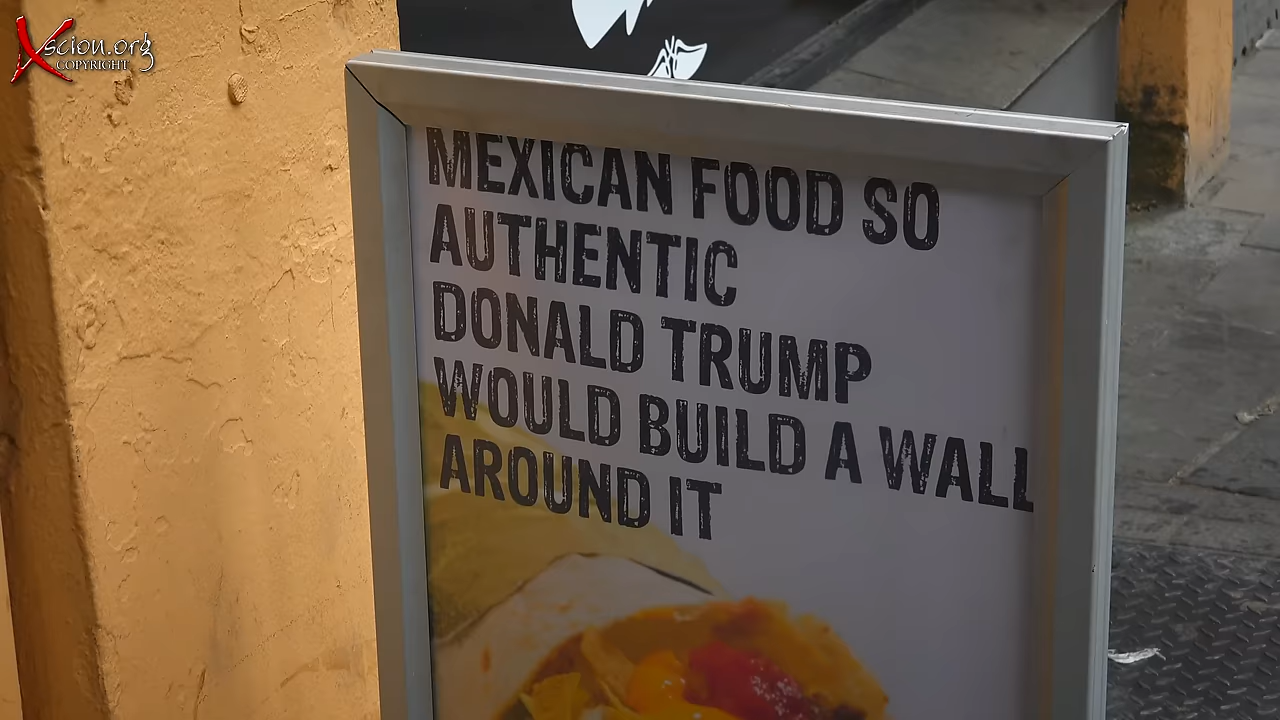 Xscion.org
COPYRIGHT
MEXICAN FOOD SO
AUTHENTIC
DONALD TRUMP
WOULD BUILD A WALL
AROUND IT